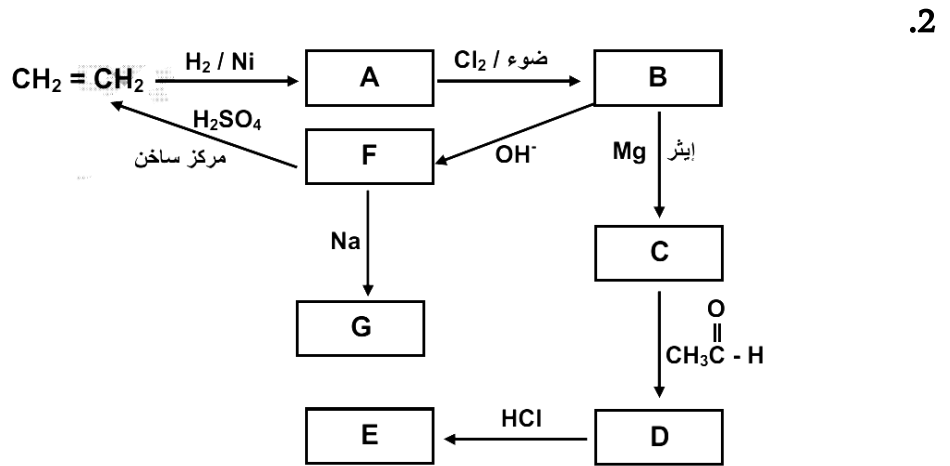 .2
CH₂ = CH₂
H₂ / Ni
A
Cl₂ / ضوء
B
H₂SO₄
مركز ساخن
F
OH⁻
Mg
إيثر
Na
C
G
O
||
CH₃C - H
E
HCl
D